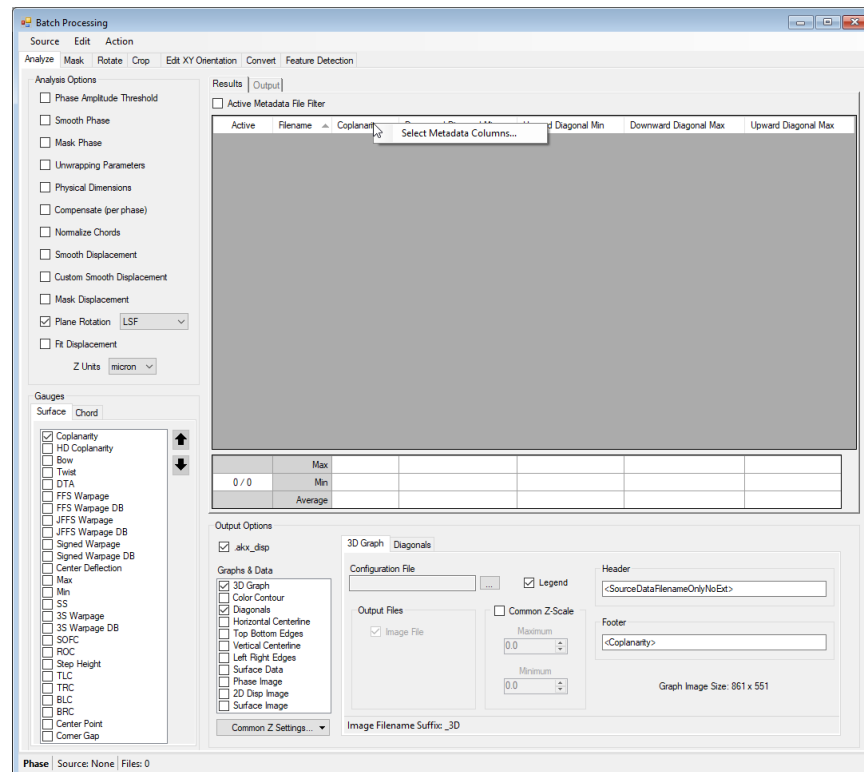 Batch Processing
Source Edit Action
Analyze Mask Rotate Crop Edit XY Orientation Convert Feature Detection
Analysis Options
Phase Amplitude Threshold
Smooth Phase
Mask Phase
Unwrapping Parameters
Physical Dimensions
Compensate (per phase)
Normalize Chords
Smooth Displacement
Custom Smooth Displacement
Mask Displacement
Plane Rotation LSF
Fit Displacement
Z Units micron
Gauges
Surface Chord
Coplanarity
HD Coplanarity
Bow
Twist
DTA
FFS Warpage
FFS Warpage DB
JFFS Warpage
JFFS Warpage DB
Signed Warpage
Signed Warpage DB
Center Deflection
Max
Min
SS
3S Warpage
3S Warpage DB
SOFC
ROC
Step Height
TLC
TRC
BLC
BRC
Center Point
Corner Gap
Results Output
Active Metadata File Filter
Active Filename Diagonal Min Downward Diagonal Max Upward Diagonal Max
Select Metadata Columns...
Max
0 / 0 Min
Average
Output Options
.akx_disp
Graphs & Data
3D Graph
Color Contour
Diagonals
Horizontal Centerline
Top Bottom Edges
Vertical Centerline
Left Right Edges
Surface Data
Phase Image
2D Disp Image
Surface Image
Common Z Settings...
3D Graph Diagonals
Configuration File
... Legend
Output Files
Image File
Common Z-Scale
Maximum
0.0
Minimum
0.0
Header
<SourceDataFilenameOnlyNoExt>
Footer
<Coplanarity>
Graph Image Size: 861 x 551
Image Filename Suffix: _3D
Phase Source: None Files: 0